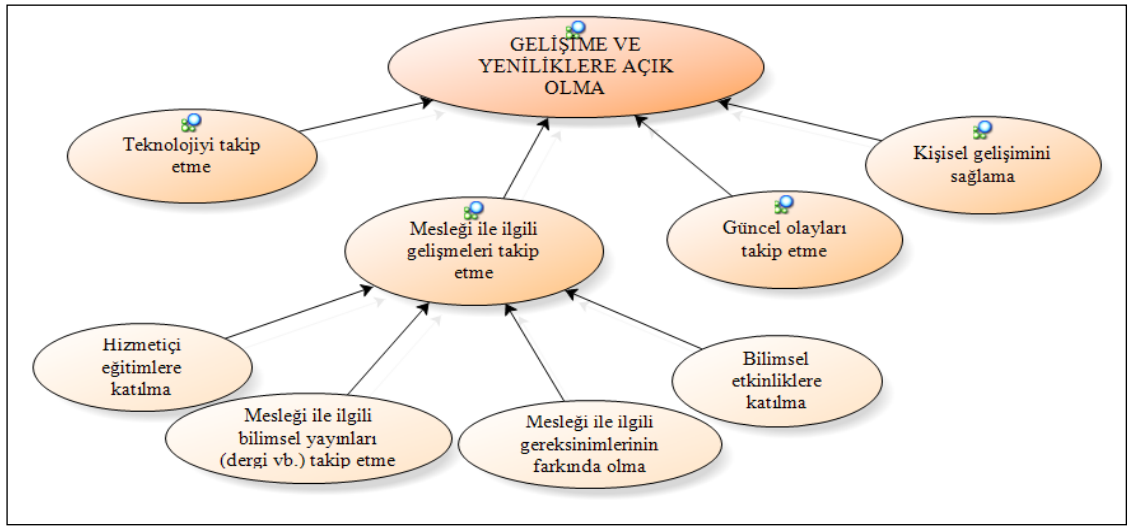 GELİŞİME VE
YENİLİKLERE AÇIK
OLMA
Teknolojiyi takip
etme
Kişisel gelişimini
sağlama
Mesleği ile ilgili
gelişmeleri takip
etme
Güncel olayları
takip etme
Hizmetiçi
eğitimlere
katılma
Mesleği ile ilgili
bilimsel yayınları
(dergi vb.) takip etme
Mesleği ile ilgili
gereksinimlerinin
farkında olma
Bilimsel
etkinliklere
katılma